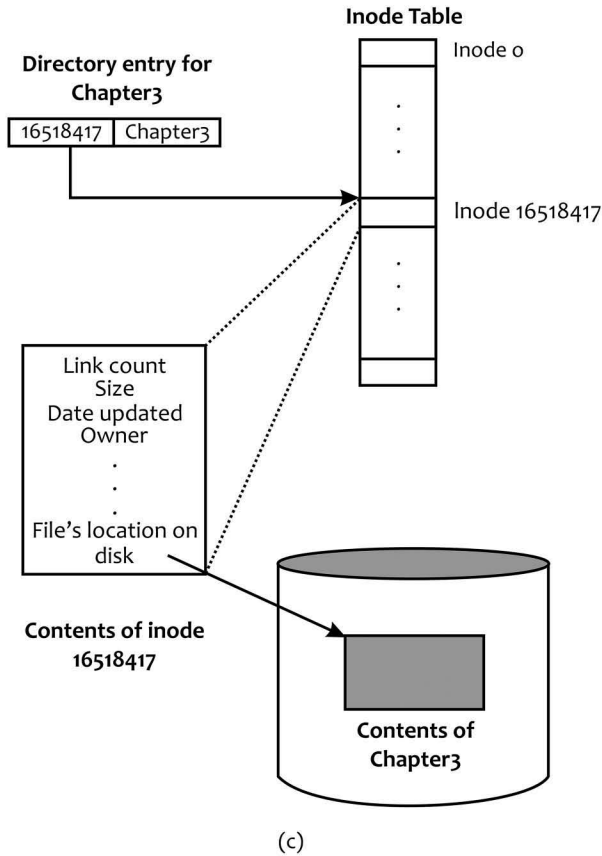 Inode Table
Inode 0
Directory entry for
Chapter3
16518417 Chapter3
Inode 16518417
Link count
Size
Date updated
Owner
File's location on
disk
Contents of inode
16518417
Contents of
Chapter3
(c)